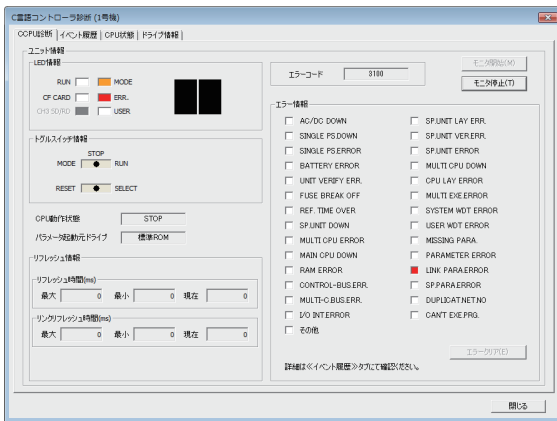 C言語コントローラ診断 (1号機)
CCPU診断 イベント履歴 CPU状態 ドライブ情報
ユニット情報
LED情報
RUN MODE
CF CARD ERR.
CH3 SD/RD USER
トグルスイッチ情報
STOP
MODE RUN
RESET SELECT
CPU動作状態 STOP
パラメータ起動元ドライブ 標準ROM
リフレッシュ情報
リフレッシュ時間(ms)
最大 0 最小 0 現在 0
リンクリフレッシュ時間(ms)
最大 0 最小 0 現在 0
エラーコード 3100
モニタ開始(M)
モニタ停止(T)
エラー情報
AC/DC DOWN
SINGLE PS.DOWN
SINGLE PS.ERROR
BATTERY ERROR
UNIT VERIFY ERR.
FUSE BREAK OFF
REF. TIME OVER
SP.UNIT DOWN
MULTI CPU ERROR
MAIN CPU DOWN
RAM ERROR
CONTROL-BUS.ERR.
MULTI-C.BUS.ERR.
I/O INT.ERROR
その他
SP.UNIT LAY ERR.
SP.UNIT VER.ERR.
SP.UNIT ERROR
MULTI CPU DOWN
CPU LAY ERROR
MULTI EXE.ERROR
SYSTEM WDT ERROR
USER WDT ERROR
MISSING PARA.
PARAMETER ERROR
LINK PARA.ERROR
SP.PARA.ERROR
DUPLICAT.NET.NO
CAN'T EXE.PRG.
エラークリア(E)
詳細は≪イベント履歴≫タブにて確認ください。
閉じる